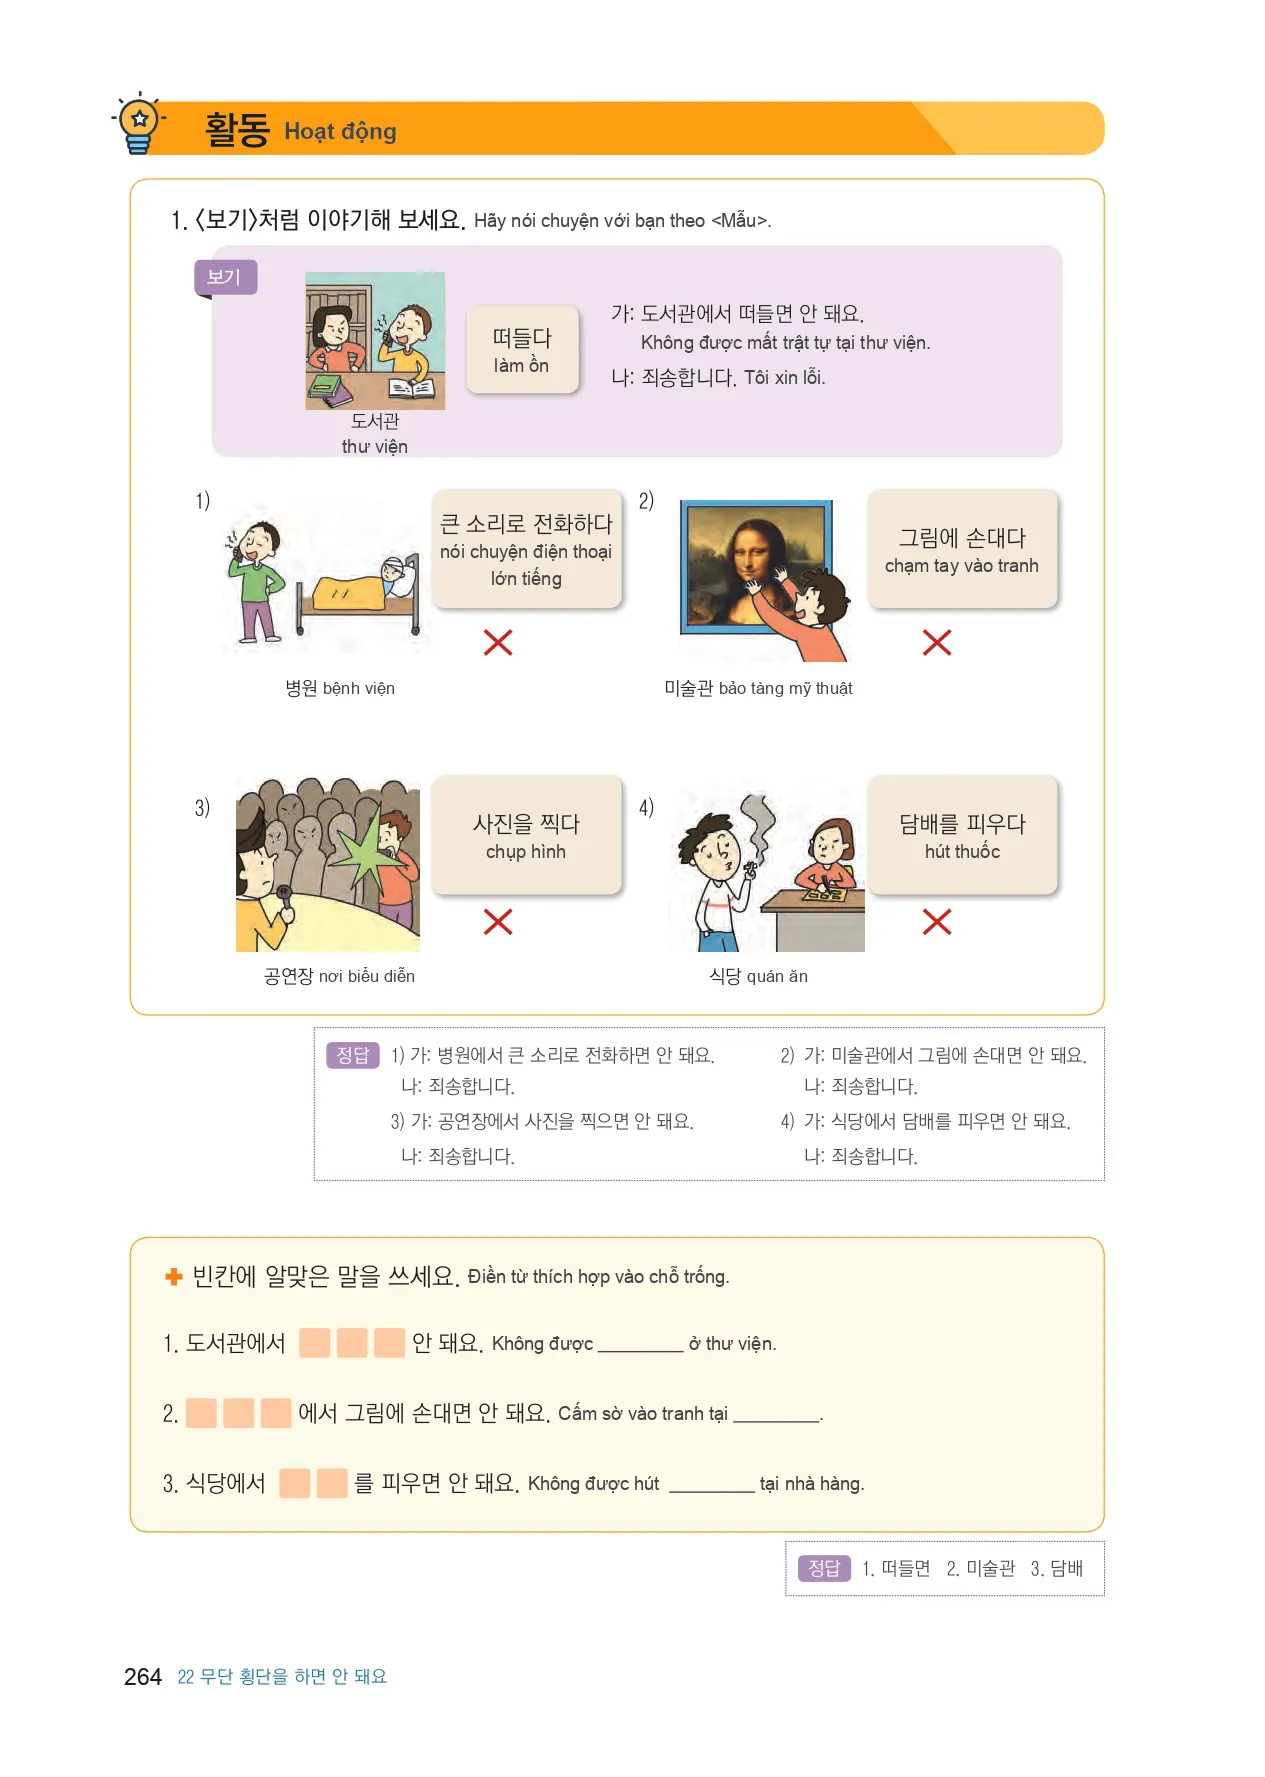 활동 Hoạt động
1. <보기>처럼 이야기해 보세요. Hãy nói chuyện với bạn theo <Mẫu>.
보기
떠들다
làm ồn
가: 도서관에서 떠들면 안 돼요.
Không được mất trật tự tại thư viện.
나: 죄송합니다. Tôi xin lỗi.
도서관
thư viện
1)
큰 소리로 전화하다
nói chuyện điện thoại
lớn tiếng
병원 bệnh viện
2)
그림에 손대다
chạm tay vào tranh
미술관 bảo tàng mỹ thuật
3)
사진을 찍다
chụp hình
공연장 nơi biểu diễn
4)
담배를 피우다
hút thuốc
식당 quán ăn
정답
1) 가: 병원에서 큰 소리로 전화하면 안 돼요.
나: 죄송합니다.
2) 가: 미술관에서 그림에 손대면 안 돼요.
나: 죄송합니다.
3) 가: 공연장에서 사진을 찍으면 안 돼요.
나: 죄송합니다.
4) 가: 식당에서 담배를 피우면 안 돼요.
나: 죄송합니다.
빈칸에 알맞은 말을 쓰세요. Điền từ thích hợp vào chỗ trống.
1. 도서관에서 안 돼요. Không được _________ ở thư viện.
2. 에서 그림에 손대면 안 돼요. Cấm sờ vào tranh tại _________.
3. 식당에서 를 피우면 안 돼요. Không được hút _________ tại nhà hàng.
정답 1. 떠들면 2. 미술관 3. 담배
264 22 무단 횡단을 하면 안 돼요